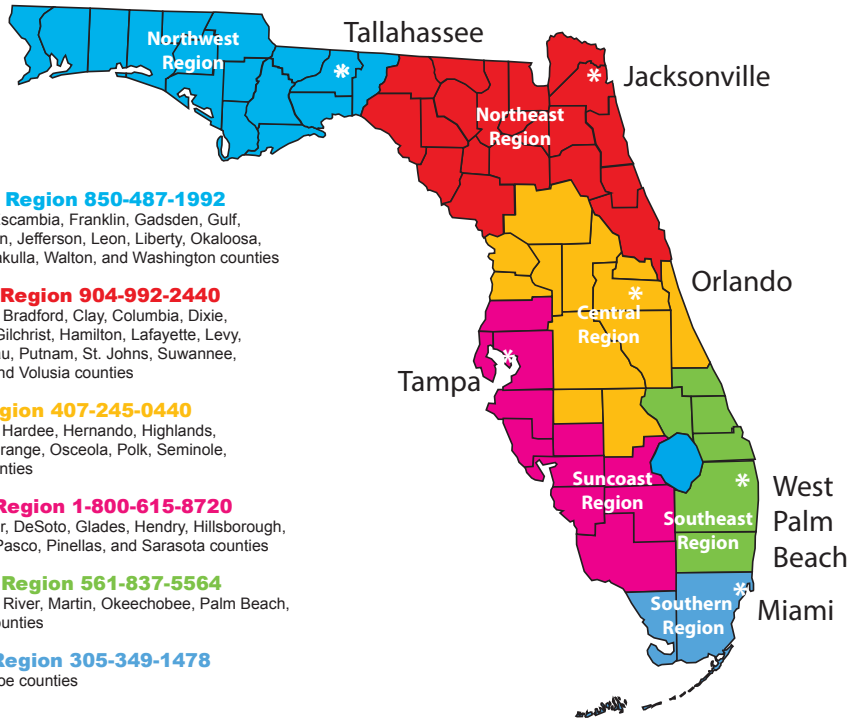 Northwest
Region
Tallahassee
*
*
Jacksonville
Northeast
Region
Region 850-487-1992
scambia, Franklin, Gadsden, Gulf,
n, Jefferson, Leon, Liberty, Okaloosa,
akulla, Walton, and Washington counties
Region 904-992-2440
Bradford, Clay, Columbia, Dixie,
Gilchrist, Hamilton, Lafayette, Levy,
au, Putnam, St. Johns, Suwannee,
nd Volusia counties
egion 407-245-0440
Hardee, Hernando, Highlands,
range, Osceola, Polk, Seminole,
nties
Region 1-800-615-8720
r, DeSoto, Glades, Hendry, Hillsborough,
Pasco, Pinellas, and Sarasota counties
Region 561-837-5564
River, Martin, Okeechobee, Palm Beach,
ounties
Region 305-349-1478
oe counties
Orlando
*
Central
Region
*
Tampa
Suncoast
Region
*
Southeast
Region
West
Palm
Beach
*
Southern
Region
Miami